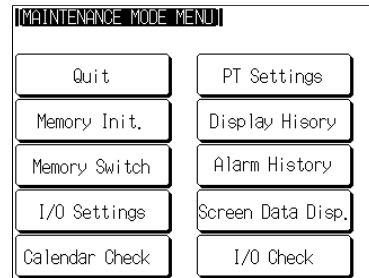 [MAINTENANCE MODE MENU]
Quit
PT Settings
Memory Init.
Display Hisory
Memory Switch
Alarm History
I/O Settings
Screen Data Disp.
Calendar Check
I/O Check